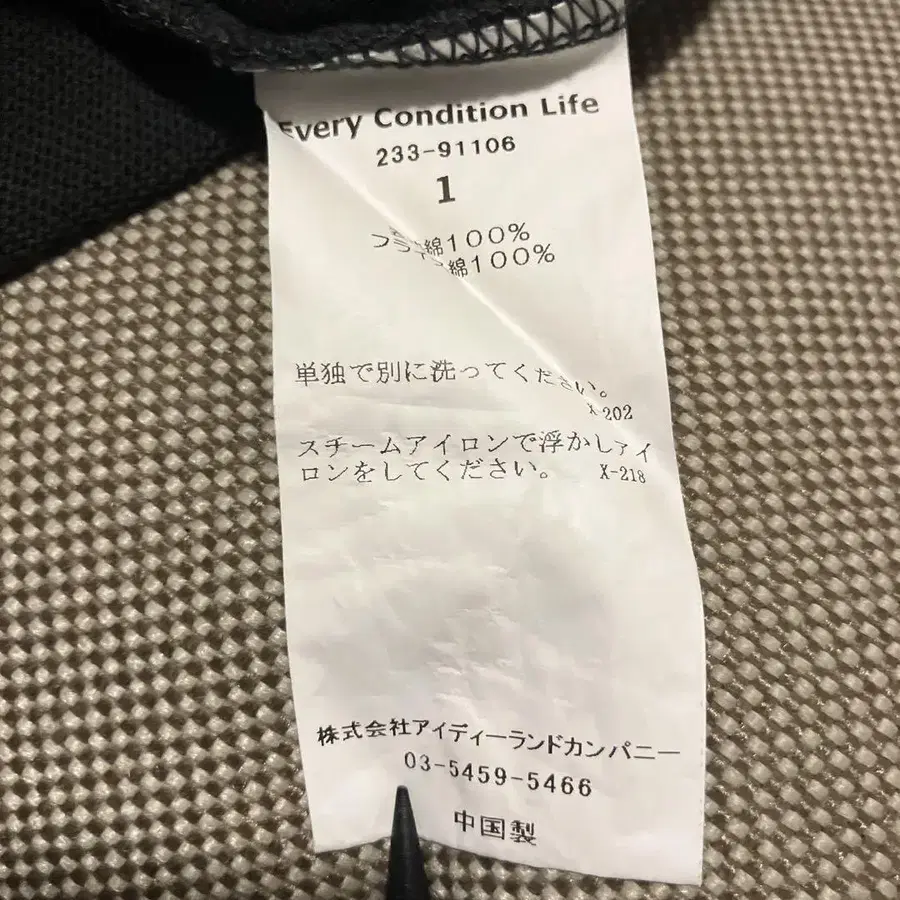 Every Condition Life
233-91106
1
綿100%
綿100%
単独で別に洗ってください。
X-202
スチームアイロンで浮かしアイ
ロンをしてください。 X-218
株式会社アイディーランドカンパニー
03-5459-5466
中国製